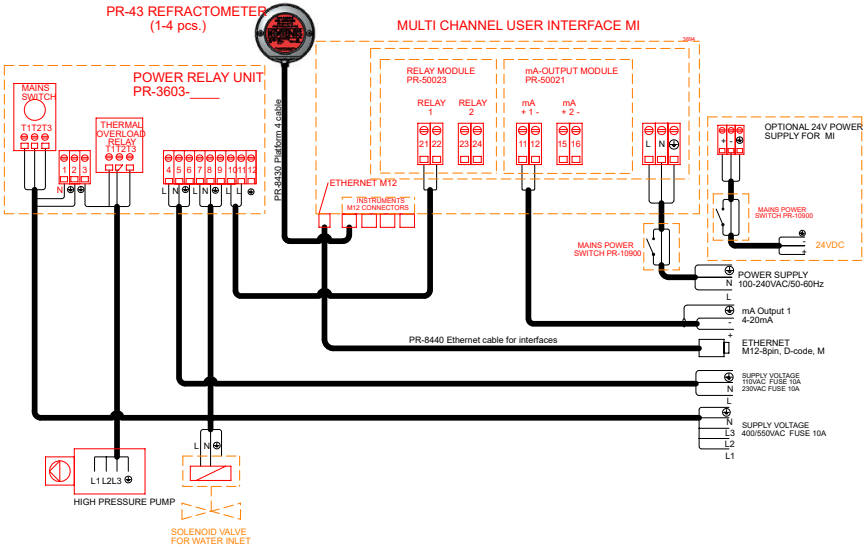 PR-43 REFRACTOMETER
(1-4 pcs.)
MULTI CHANNEL USER INTERFACE MI
POWER RELAY UNIT
PR-3603-____
MAINS
SWITCH
T1T2T3
THERMAL
OVERLOAD
RELAY
T1T2T3
1 2 3
N
4 5 6 7 8 9 10 11 12
L N L N L L
PR-8430 Platform 4 cable
RELAY MODULE
PR-50023
RELAY
1
RELAY
2
21 22
23 24
mA-OUTPUT MODULE
PR-50021
mA
+ 1 -
mA
+ 2 -
11 12
15 16
L N
ETHERNET M12
INSTRUMENTS
M12 CONNECTORS
+ -
OPTIONAL 24V POWER
SUPPLY FOR MI
MAINS POWER
SWITCH PR-10900
-
+
24VDC
MAINS POWER
SWITCH PR-10900
N
L
POWER SUPPLY
100-240VAC/50-60Hz
-
+
mA Output 1
4-20mA
PR-8440 Ethernet cable for interfaces
ETHERNET
M12-8pin, D-code, M
N
L
SUPPLY VOLTAGE
110VAC FUSE 10A
230VAC FUSE 10A
N
L3
L2
L1
SUPPLY VOLTAGE
400/550VAC FUSE 10A
L N
L1 L2L3
HIGH PRESSURE PUMP
SOLENOID VALVE
FOR WATER INLET